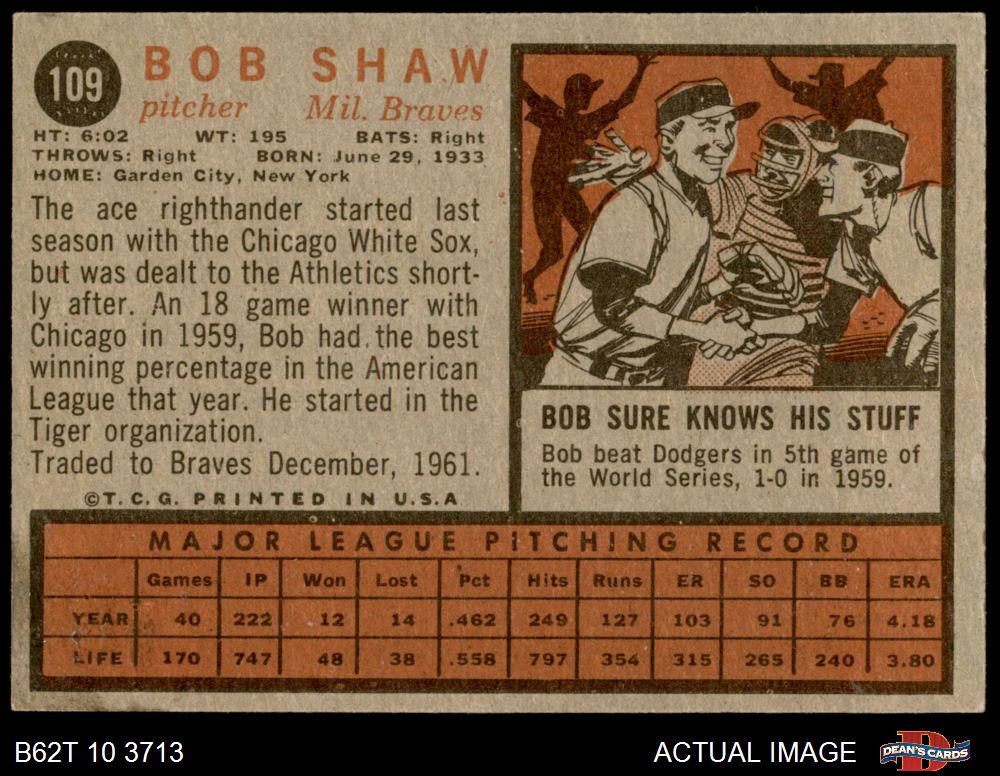 109
BOB SHAW
pitcher Mil. Braves
HT: 6:02 WT: 195 BATS: Right
THROWS: Right BORN: June 29, 1933
HOME: Garden City, New York
The ace righthander started last
season with the Chicago White Sox,
but was dealt to the Athletics short-
ly after. An 18 game winner with
Chicago in 1959, Bob had the best
winning percentage in the American
League that year. He started in the
Tiger organization.
Traded to Braves December, 1961.
©T.C.G. PRINTED IN U.S.A
BOB SURE KNOWS HIS STUFF
Bob beat Dodgers in 5th game of
the World Series, 1-0 in 1959.
MAJOR LEAGUE PITCHING RECORD
Games IP Won Lost Pct Hits Runs ER SO BB ERA
YEAR 40 222 12 14 .462 249 127 103 91 76 4.18
LIFE 170 747 48 38 .558 797 354 315 265 240 3.80
B62T 10 3713
ACTUAL IMAGE
D
DEAN'S CARDS